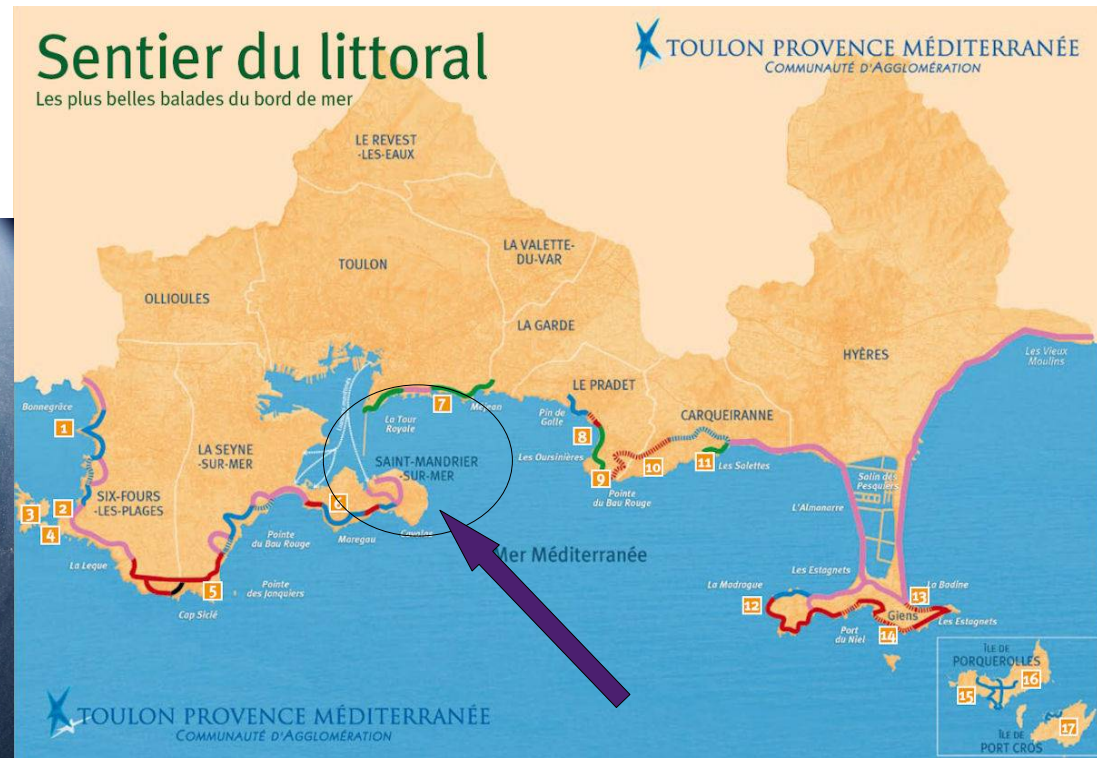 Sentier du littoral
Les plus belles balades du bord de mer
TOULON PROVENCE MÉDITERRANÉE
COMMUNAUTÉ D'AGGLOMÉRATION
LE REVEST
-LES-EAUX
LA VALETTE-
DU-VAR
TOULON
OLLIOULES
LA GARDE
HYÈRES
Les Vieux
Moulins
LE PRADET
CARQUEIRANNE
Bonnegrâce
1
La Tour
Royale
7
Méjean
Pin de
Galle
8
LA SEYNE
-SUR-MER
SAINT-MANDRIER
-SUR-MER
Les Oursinières
9
10
11
Les Salettes
Salin des
Pesquiers
SIX-FOURS
-LES-PLAGES
2
3
4
6
Pointe
du Bau Rouge
L'Almanarre
Pointe
du Bau Rouge
Maregau
Mer Méditerranée
La Leque
5
Pointe
des Jonquiers
Cap Sicié
Les Estagnets
La Madrague
12
La Badine
13
Giens
Les Estagnets
Port
du Niel
14
ÎLE DE
PORQUEROLLES
15
16
17
ÎLE DE
PORT CROS
TOULON PROVENCE MÉDITERRANÉE
COMMUNAUTÉ D'AGGLOMÉRATION